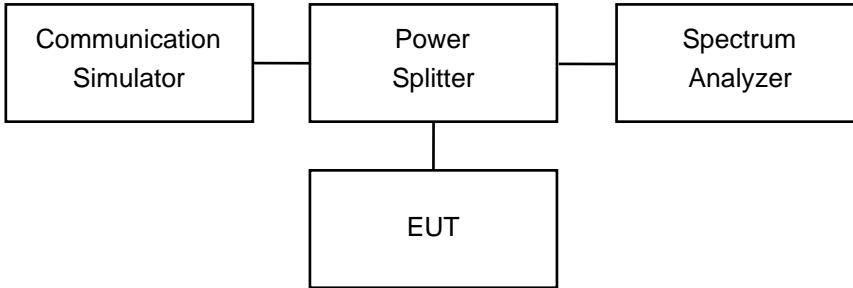 Communication
Simulator
Power
Splitter
Spectrum
Analyzer
EUT